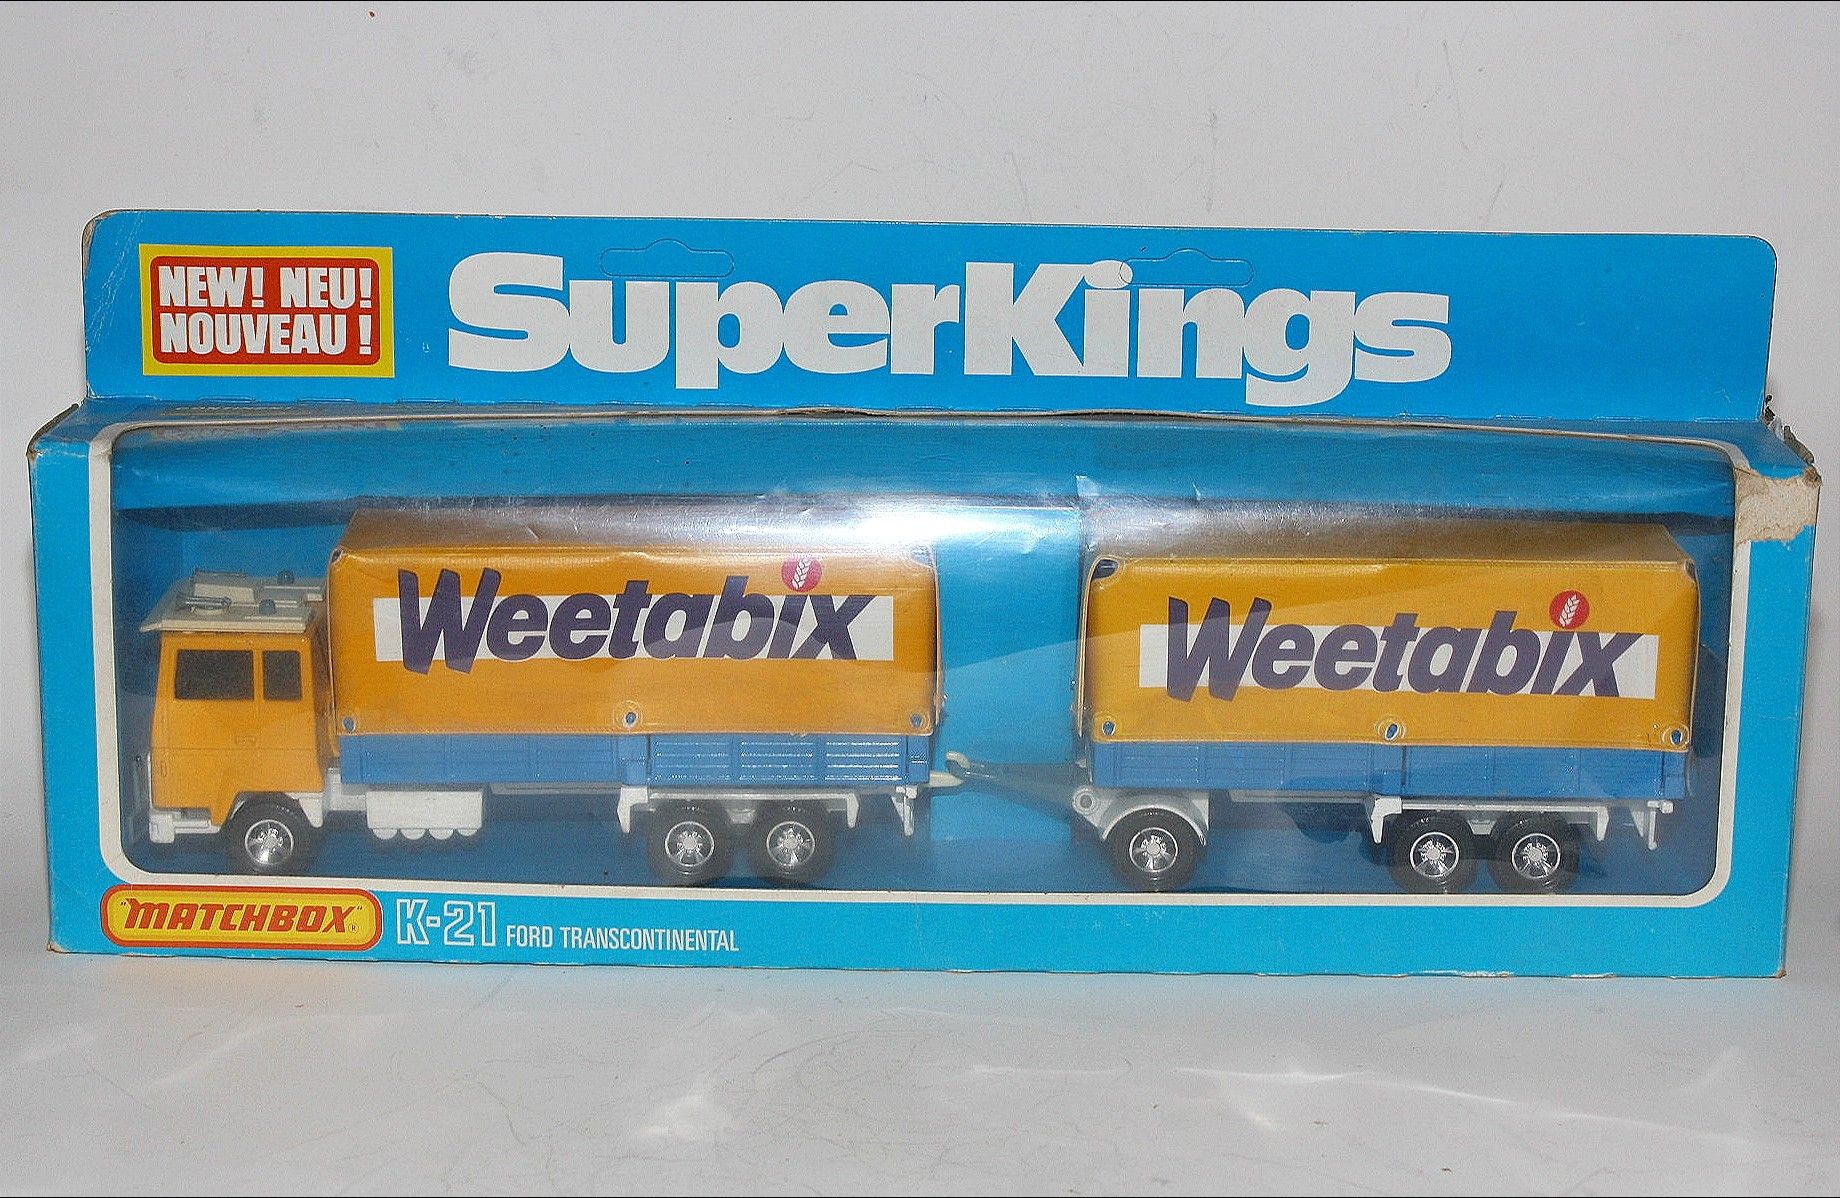 NEW! NEU!
NOUVEAU!
SuperKings
Weetabix
Weetabix
"MATCHBOX"®
K-21 FORD TRANSCONTINENTAL